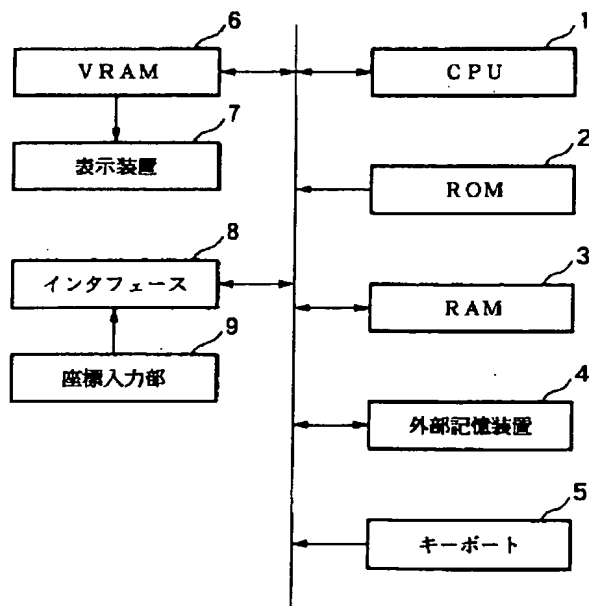 6
VRAM
7
表示装置
8
インタフェース
9
座標入力部
1
CPU
2
ROM
3
RAM
4
外部記憶装置
5
キーボート